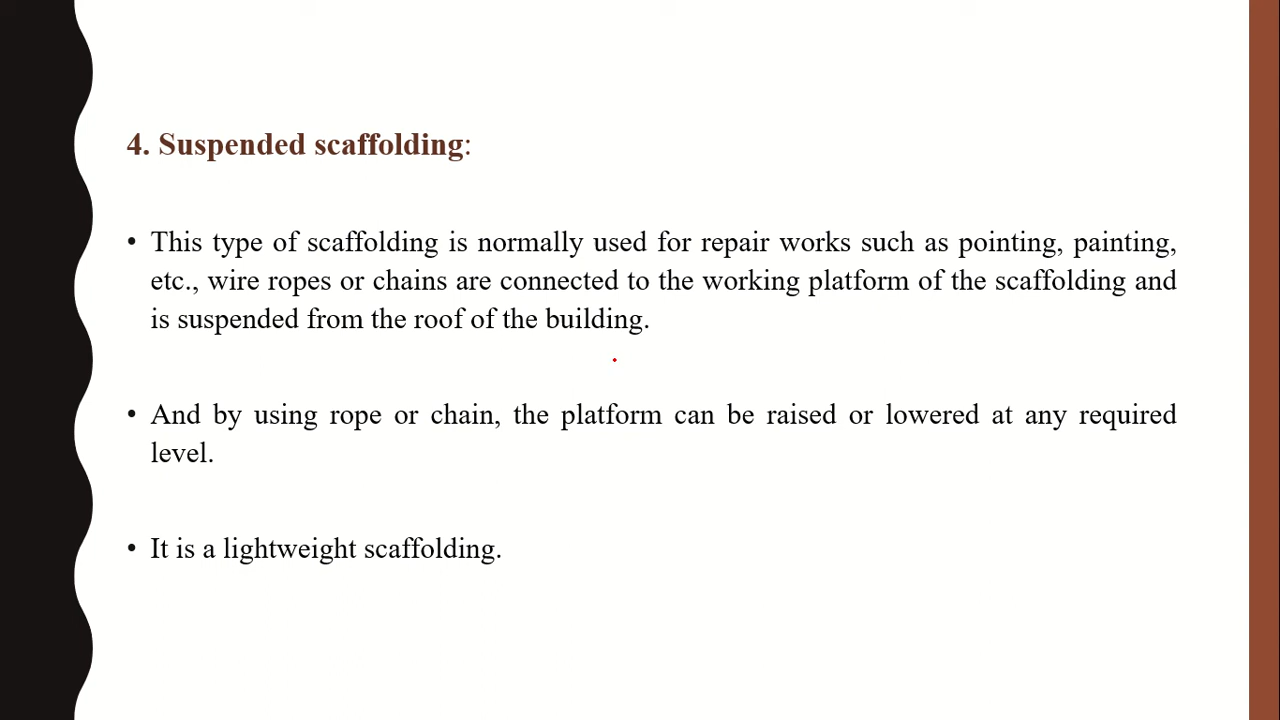 4. Suspended scaffolding:
• This type of scaffolding is normally used for repair works such as pointing, painting,
etc., wire ropes or chains are connected to the working platform of the scaffolding and
is suspended from the roof of the building.
• And by using rope or chain, the platform can be raised or lowered at any required
level.
• It is a lightweight scaffolding.